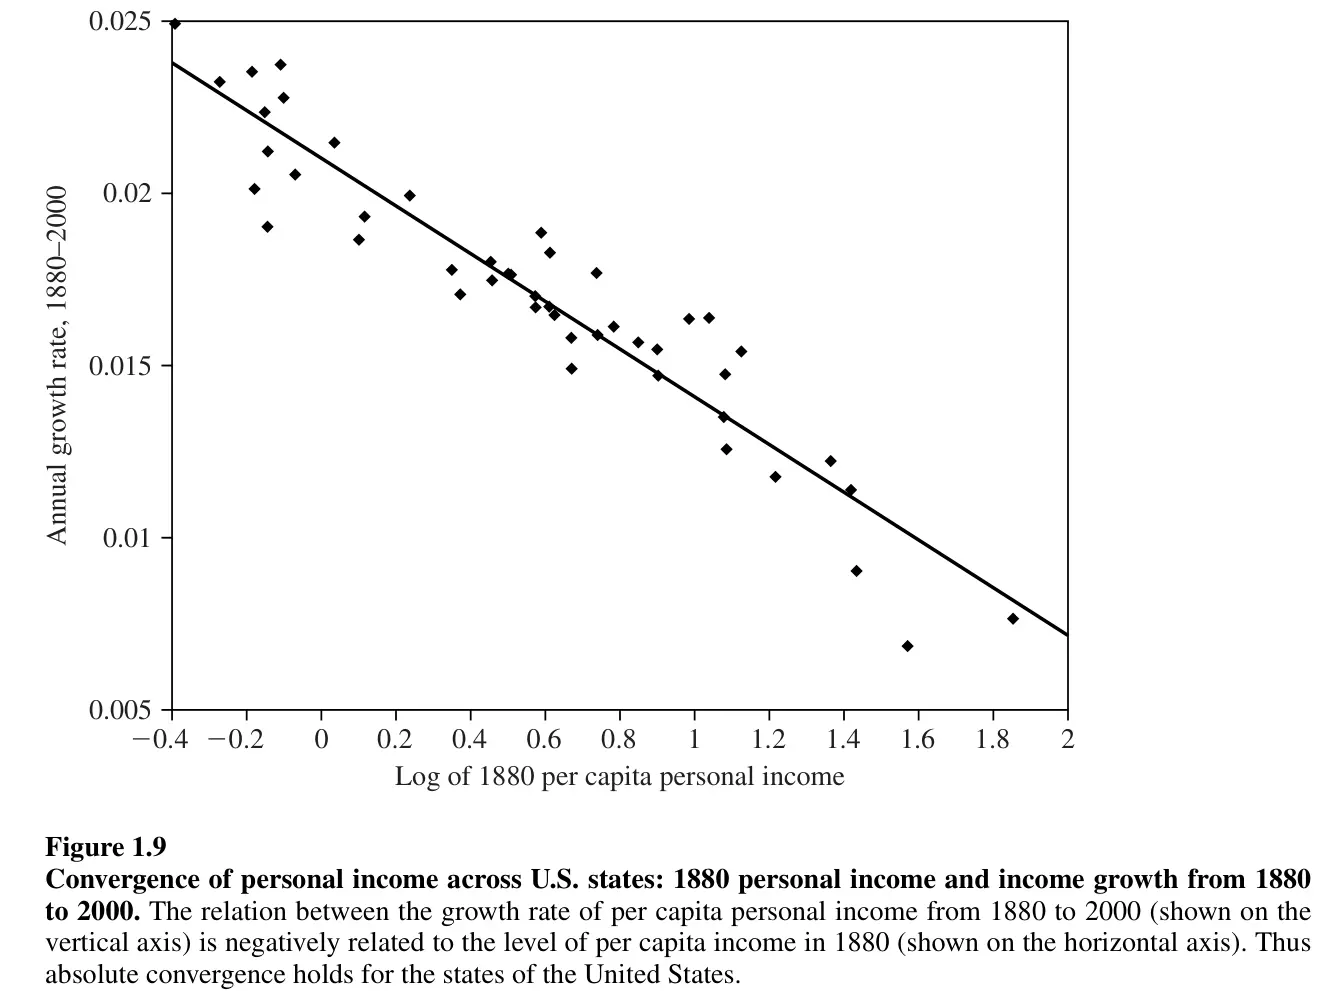 0.025
0.02
0.015
0.01
0.005
Annual growth rate, 1880–2000
−0.4 −0.2 0 0.2 0.4 0.6 0.8 1 1.2 1.4 1.6 1.8 2
Log of 1880 per capita personal income
Figure 1.9
Convergence of personal income across U.S. states: 1880 personal income and income growth from 1880
to 2000. The relation between the growth rate of per capita personal income from 1880 to 2000 (shown on the
vertical axis) is negatively related to the level of per capita income in 1880 (shown on the horizontal axis). Thus
absolute convergence holds for the states of the United States.